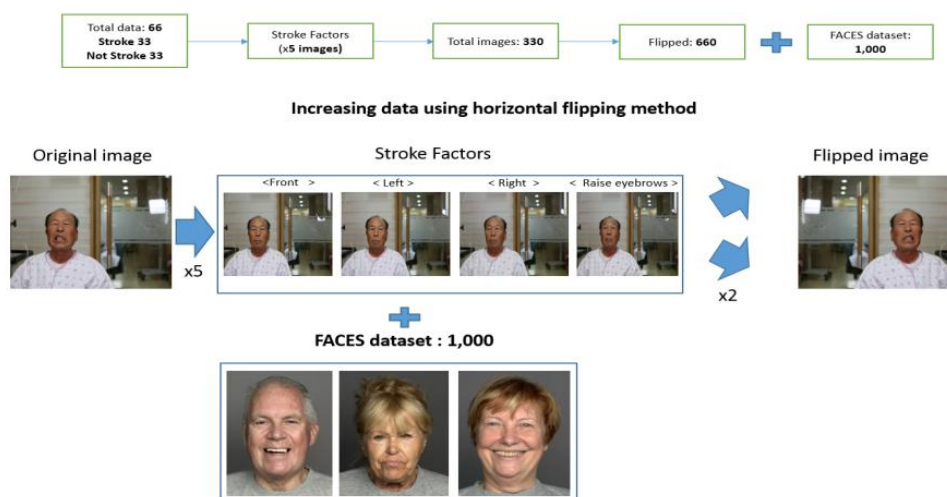 Total data: 66
Stroke 33
Not Stroke 33
Stroke Factors
(x5 images)
Total images: 330
Flipped: 660
FACES dataset:
1,000
Increasing data using horizontal flipping method
Original image
Stroke Factors
Flipped image
<Front >
< Left >
< Right >
< Raise eyebrows >
x5
x2
FACES dataset : 1,000